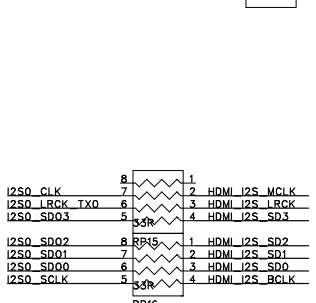 8 1
I2S0_CLK 7 2 HDMI_I2S_MCLK
I2S0_LRCK_TX0 6 3 HDMI_I2S_LRCK
I2S0_SDO3 5 4 HDMI_I2S_SD3
33R
RP15
I2S0_SDO2 8 1 HDMI_I2S_SD2
I2S0_SDO1 7 2 HDMI_I2S_SD1
I2S0_SDO0 6 3 HDMI_I2S_SD0
I2S0_SCLK 5 4 HDMI_I2S_BCLK
33R
RP16